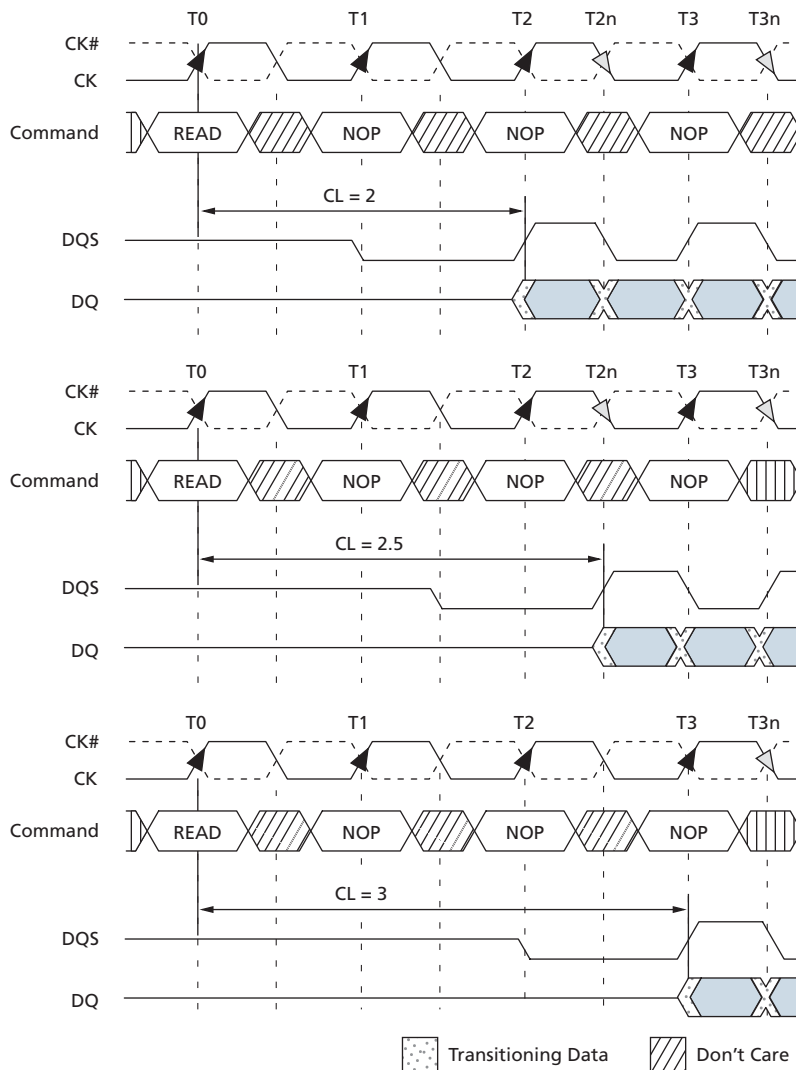 T0 T1 T2 T2n T3 T3n
CK#
CK
Command READ NOP NOP NOP
CL = 2
DQS
DQ
T0 T1 T2 T2n T3 T3n
CK#
CK
Command READ NOP NOP NOP
CL = 2.5
DQS
DQ
T0 T1 T2 T3 T3n
CK#
CK
Command READ NOP NOP NOP
CL = 3
DQS
DQ
Transitioning Data Don't Care